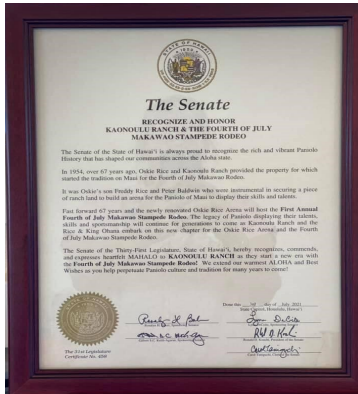 STATE OF HAWAII
1959
The Senate
RECOGNIZE AND HONOR
KAONOULU RANCH & THE FOURTH OF JULY
MAKAWAO STAMPEDE RODEO
The Senate of the State of Hawai'i is always proud to recognize the rich and vibrant Paniolo
History that has shaped our communities across the Aloha state.
In 1954, over 67 years ago, Oskie Rice and Kaonoulu Ranch provided the property for which
started the tradition on Maui for the Fourth of July Makawao Rodeo.
It was Oskie's son Freddy Rice and Peter Baldwin who were instrumental in securing a piece
of ranch land to build an arena for the Paniolo of Maui to display their skills and talents.
Fast forward 67 years and the newly renovated Oskie Rice Arena will host the First Annual
Fourth of July Makawao Stampede Rodeo. The legacy of Paniolo displaying their talents,
skills and sportsmanship will continue for generations to come as Kaonoulu Ranch and the
Rice & King Ohana embark on this new chapter for the Oskie Rice Arena and the Fourth
of July Makawao Stampede Rodeo.
The Senate of the Thirty-First Legislature, State of Hawai'i, hereby recognizes, commends,
and expresses heartfelt MAHALO to KAONOULU RANCH as they start a new era with
the Fourth of July Makawao Stampede Rodeo! We extend our warmest ALOHA and Best
Wishes as you help perpetuate Paniolo culture and tradition for many years to come!
Done this day of July, 2021
State Capitol, Honolulu, Hawai'i
The 31st Legislature
Certificate No.